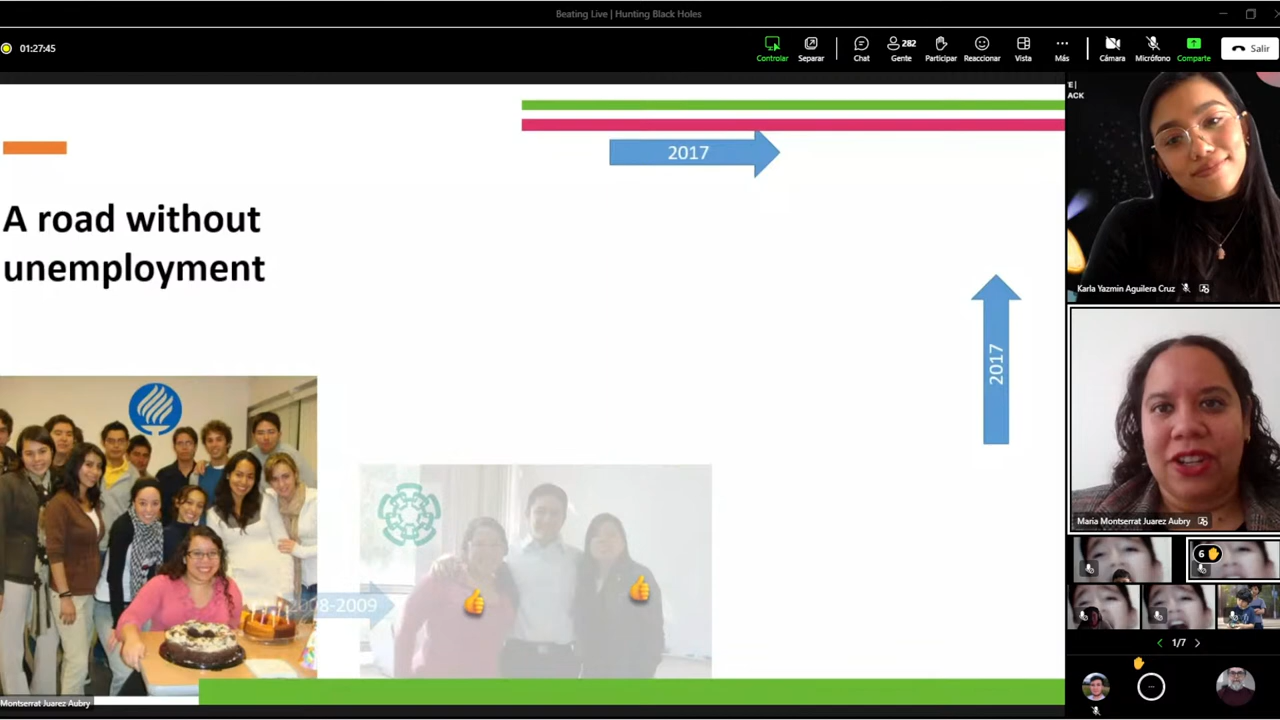 Beating Live | Hunting Black Holes
01:27:45
Controlar
Separar
Chat
282
Gente
Participar
Reaccionar
Vista
Más
Cámara
Micrófono
Comparte
Salir
2017
A road without
unemployment
2017
2008-2009
Montserrat Juarez Aubry
ACK
Karla Yazmin Aguilera Cruz
Maria Montserrat Juarez Aubry
6
1/7